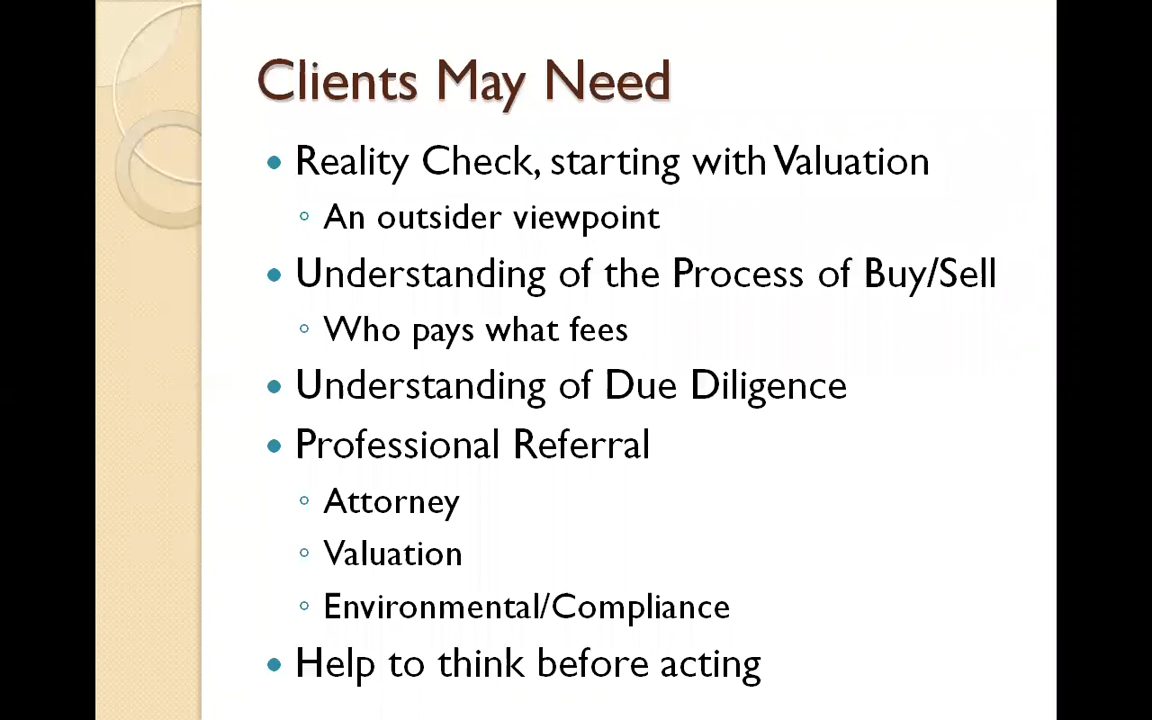 Clients May Need
• Reality Check, starting with Valuation
◦ An outsider viewpoint
• Understanding of the Process of Buy/Sell
◦ Who pays what fees
• Understanding of Due Diligence
• Professional Referral
◦ Attorney
◦ Valuation
◦ Environmental/Compliance
• Help to think before acting